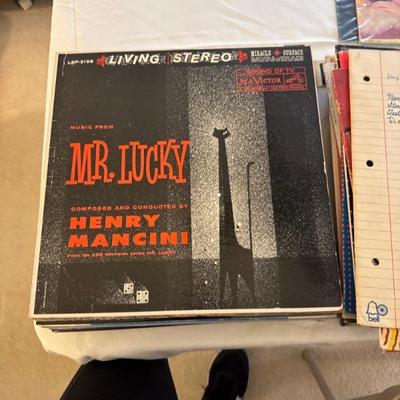 LSP-2198
LIVING STEREO
MIRACLE SURFACE
SOUND OF TV
RCA VICTOR
MUSIC FROM
MR. LUCKY
COMPOSED AND CONDUCTED BY
HENRY
MANCINI
From the CBS television series MR. LUCKY
bell